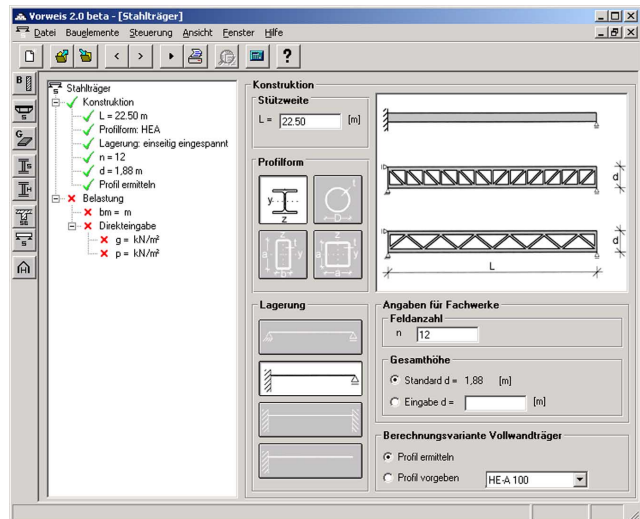 Vorweis 2.0 beta - [Stahlträger]
Datei Bauelemente Steuerung Ansicht Fenster Hilfe
< > ?
B
S
G
S
H
SB
S
H
Stahlträger
Konstruktion
L = 22.50 m
Profilform: HEA
Lagerung: einseitig eingespannt
n = 12
d = 1,88 m
Profil ermitteln
Belastung
bm = m
Direkteingabe
g = kN/m²
p = kN/m²
Konstruktion
Stützweite
L = 22.50 [m]
Profilform
y z
t D
z t a y b
z t a y a
Lagerung
d
d
L
Angaben für Fachwerke
Feldanzahl
n 12
Gesamthöhe
Standard d = 1,88 [m]
Eingabe d = [m]
Berechnungsvariante Vollwandträger
Profil ermitteln
Profil vorgeben HE-A 100